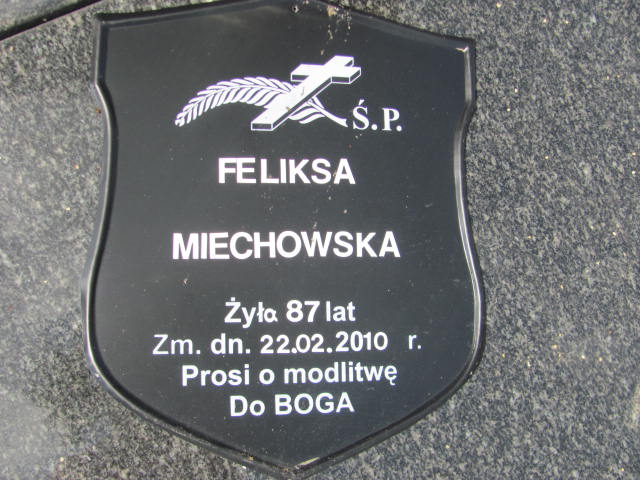 Ś.P.
FELIKSA
MIECHOWSKA
Żyła 87 lat
Zm. dn. 22.02.2010 r.
Prosi o modlitwę
Do BOGA